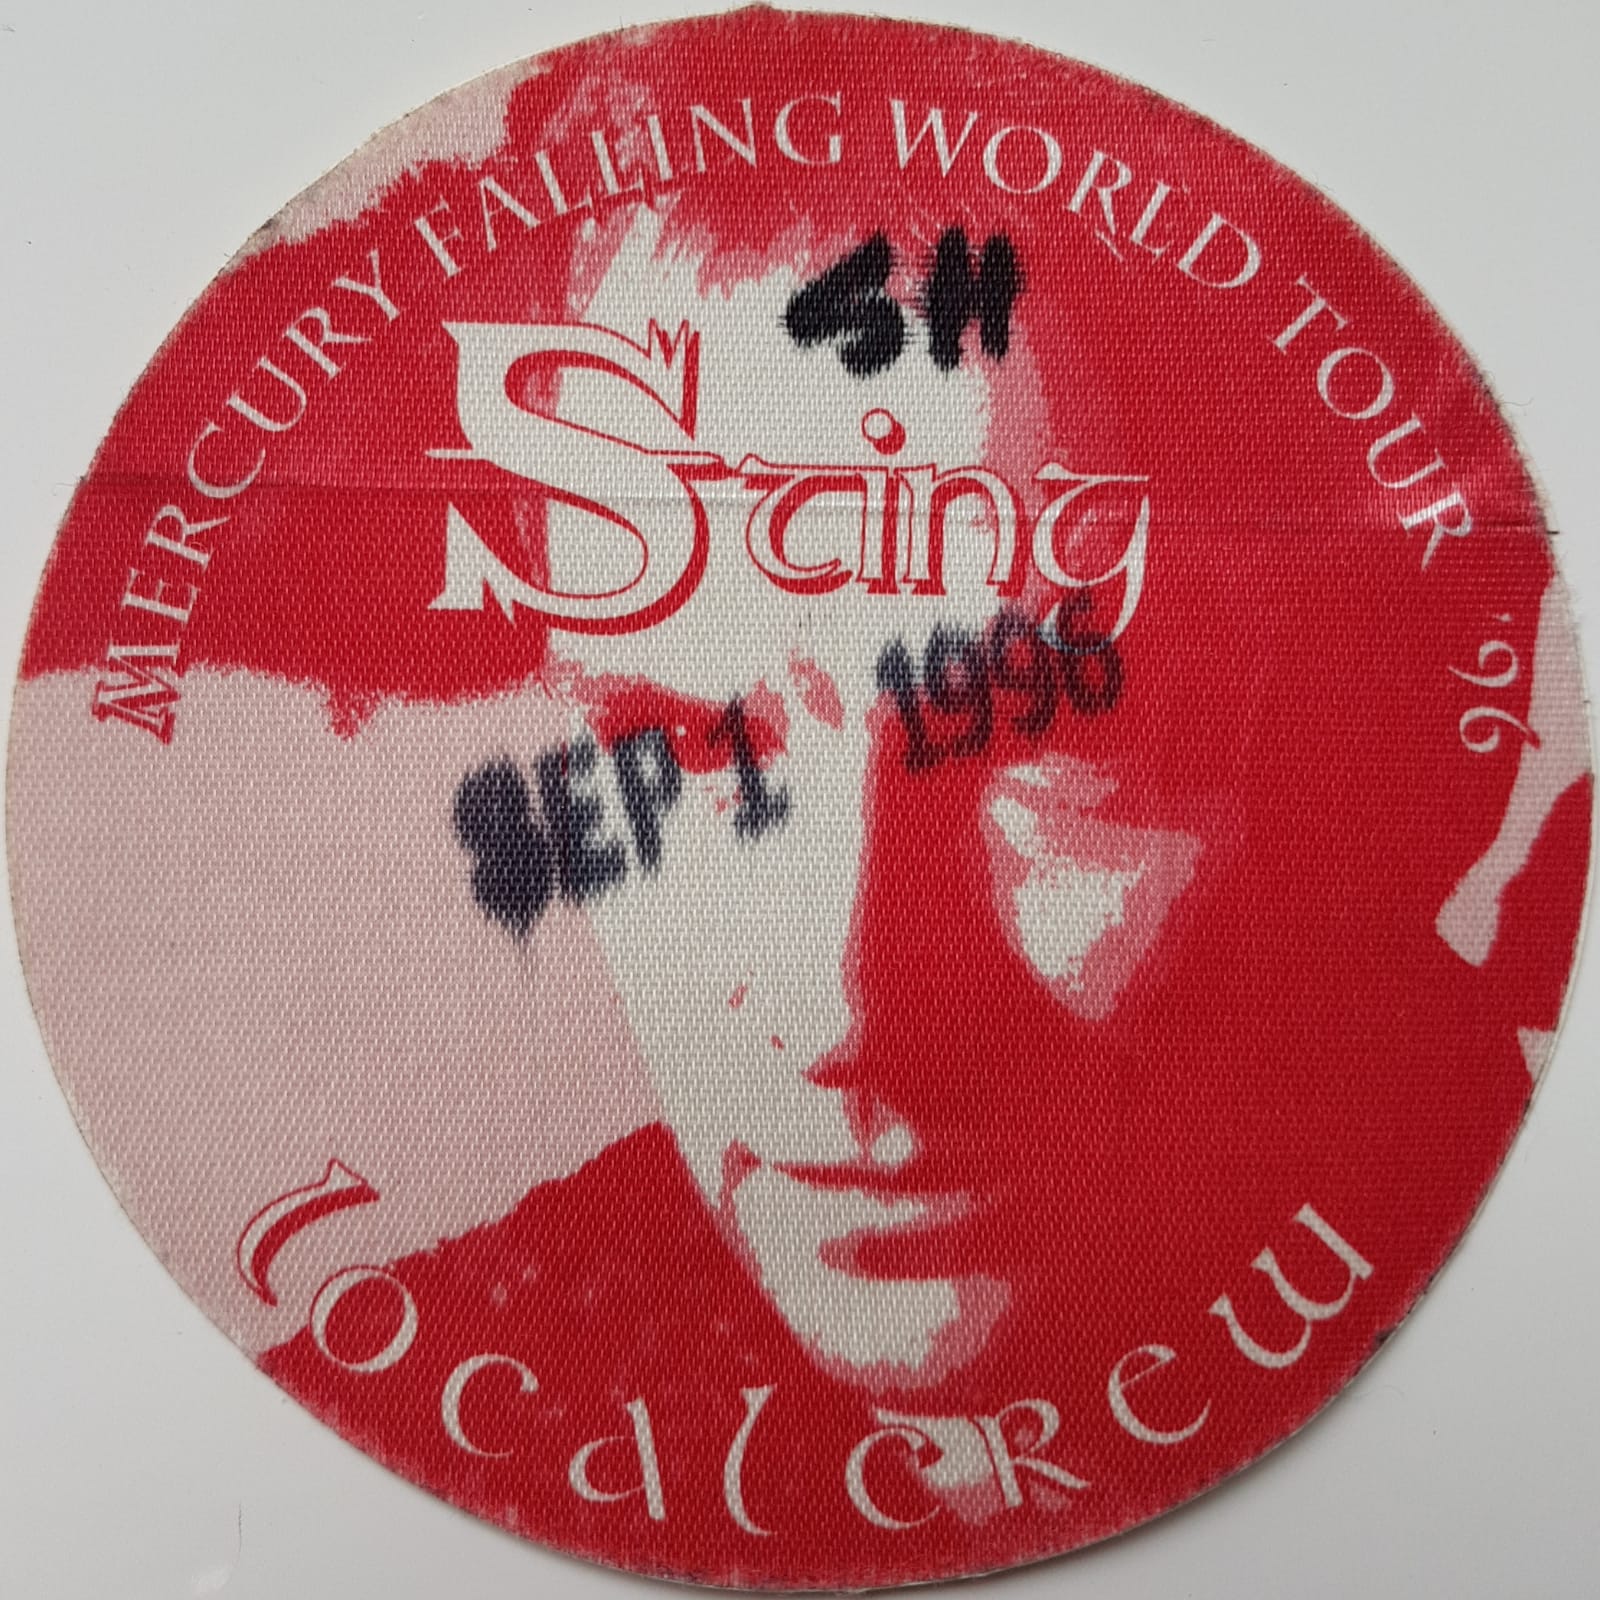 MERCURY FALLING WORLD TOUR '96
SH
Sting
SEP 1 1996
Local Crew